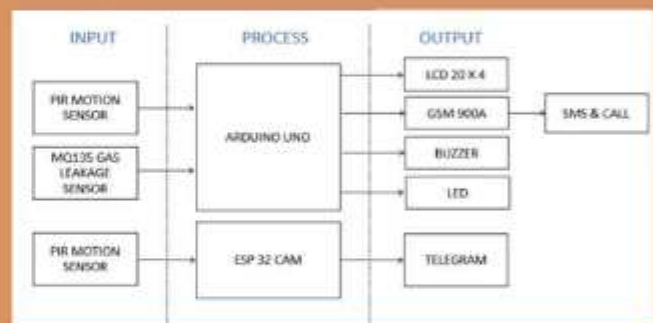 INPUT
PROCESS
OUTPUT
PIR MOTION
SENSOR
MQ135 GAS
LEAKAGE
SENSOR
PIR MOTION
SENSOR
ARDUINO UNO
ESP 32 CAM
LCD 20 X 4
GSM 900A
SMS & CALL
BUZZER
LED
TELEGRAM